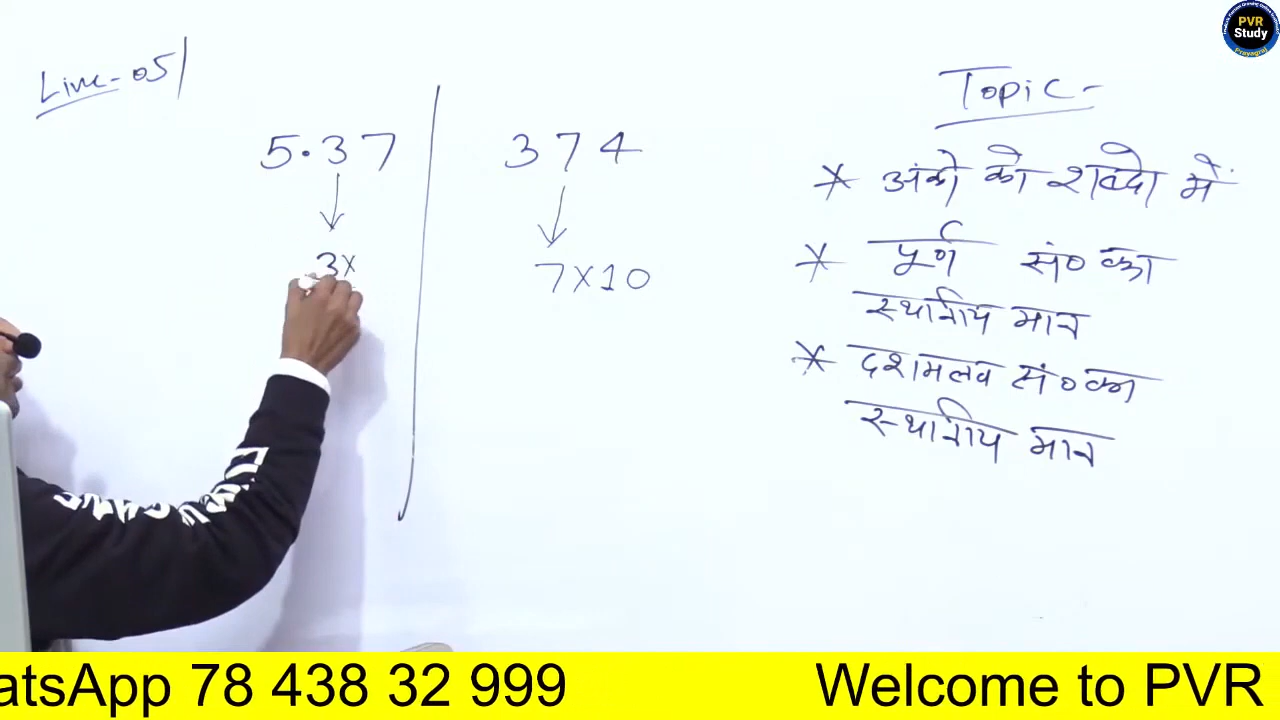 Live-05
5.37
3x
374
7x10
Topic-
* अंको को शब्दो में
* पूर्ण सं० का
स्थानीय मान
* दशमलव सं० का
स्थानीय मान
PVR
Study
Prayagraj
atsApp 78 438 32 999 Welcome to PVR